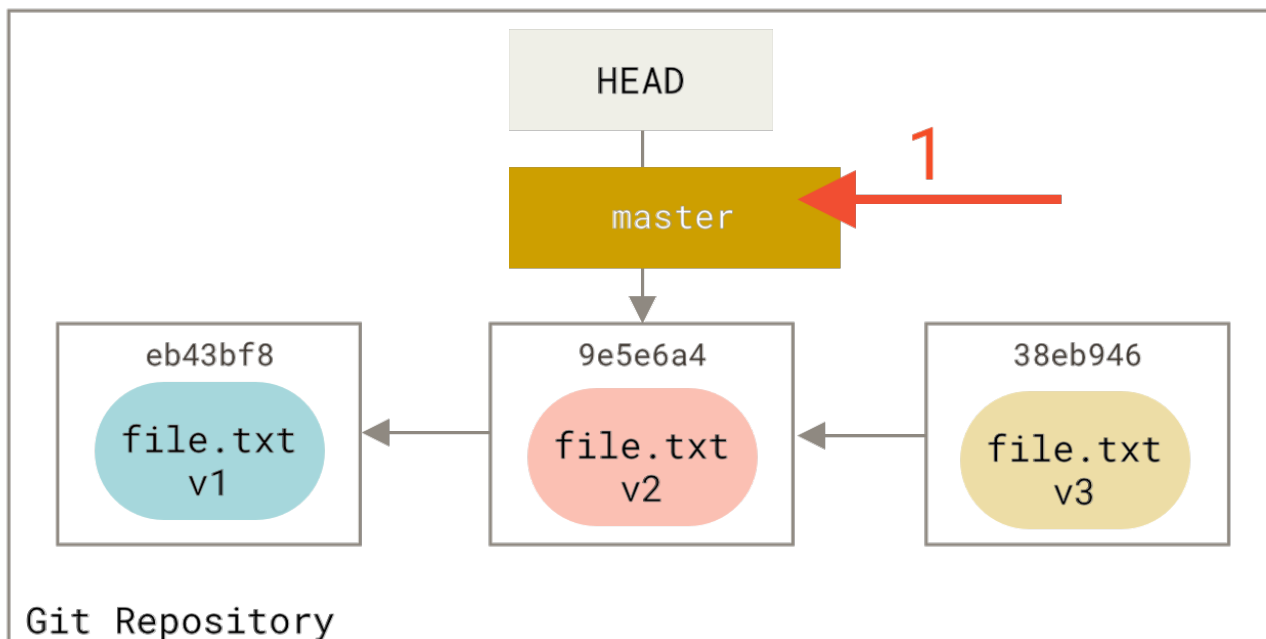 HEAD
1
master
eb43bf8
file.txt
v1
9e5e6a4
file.txt
v2
38eb946
file.txt
v3
Git Repository